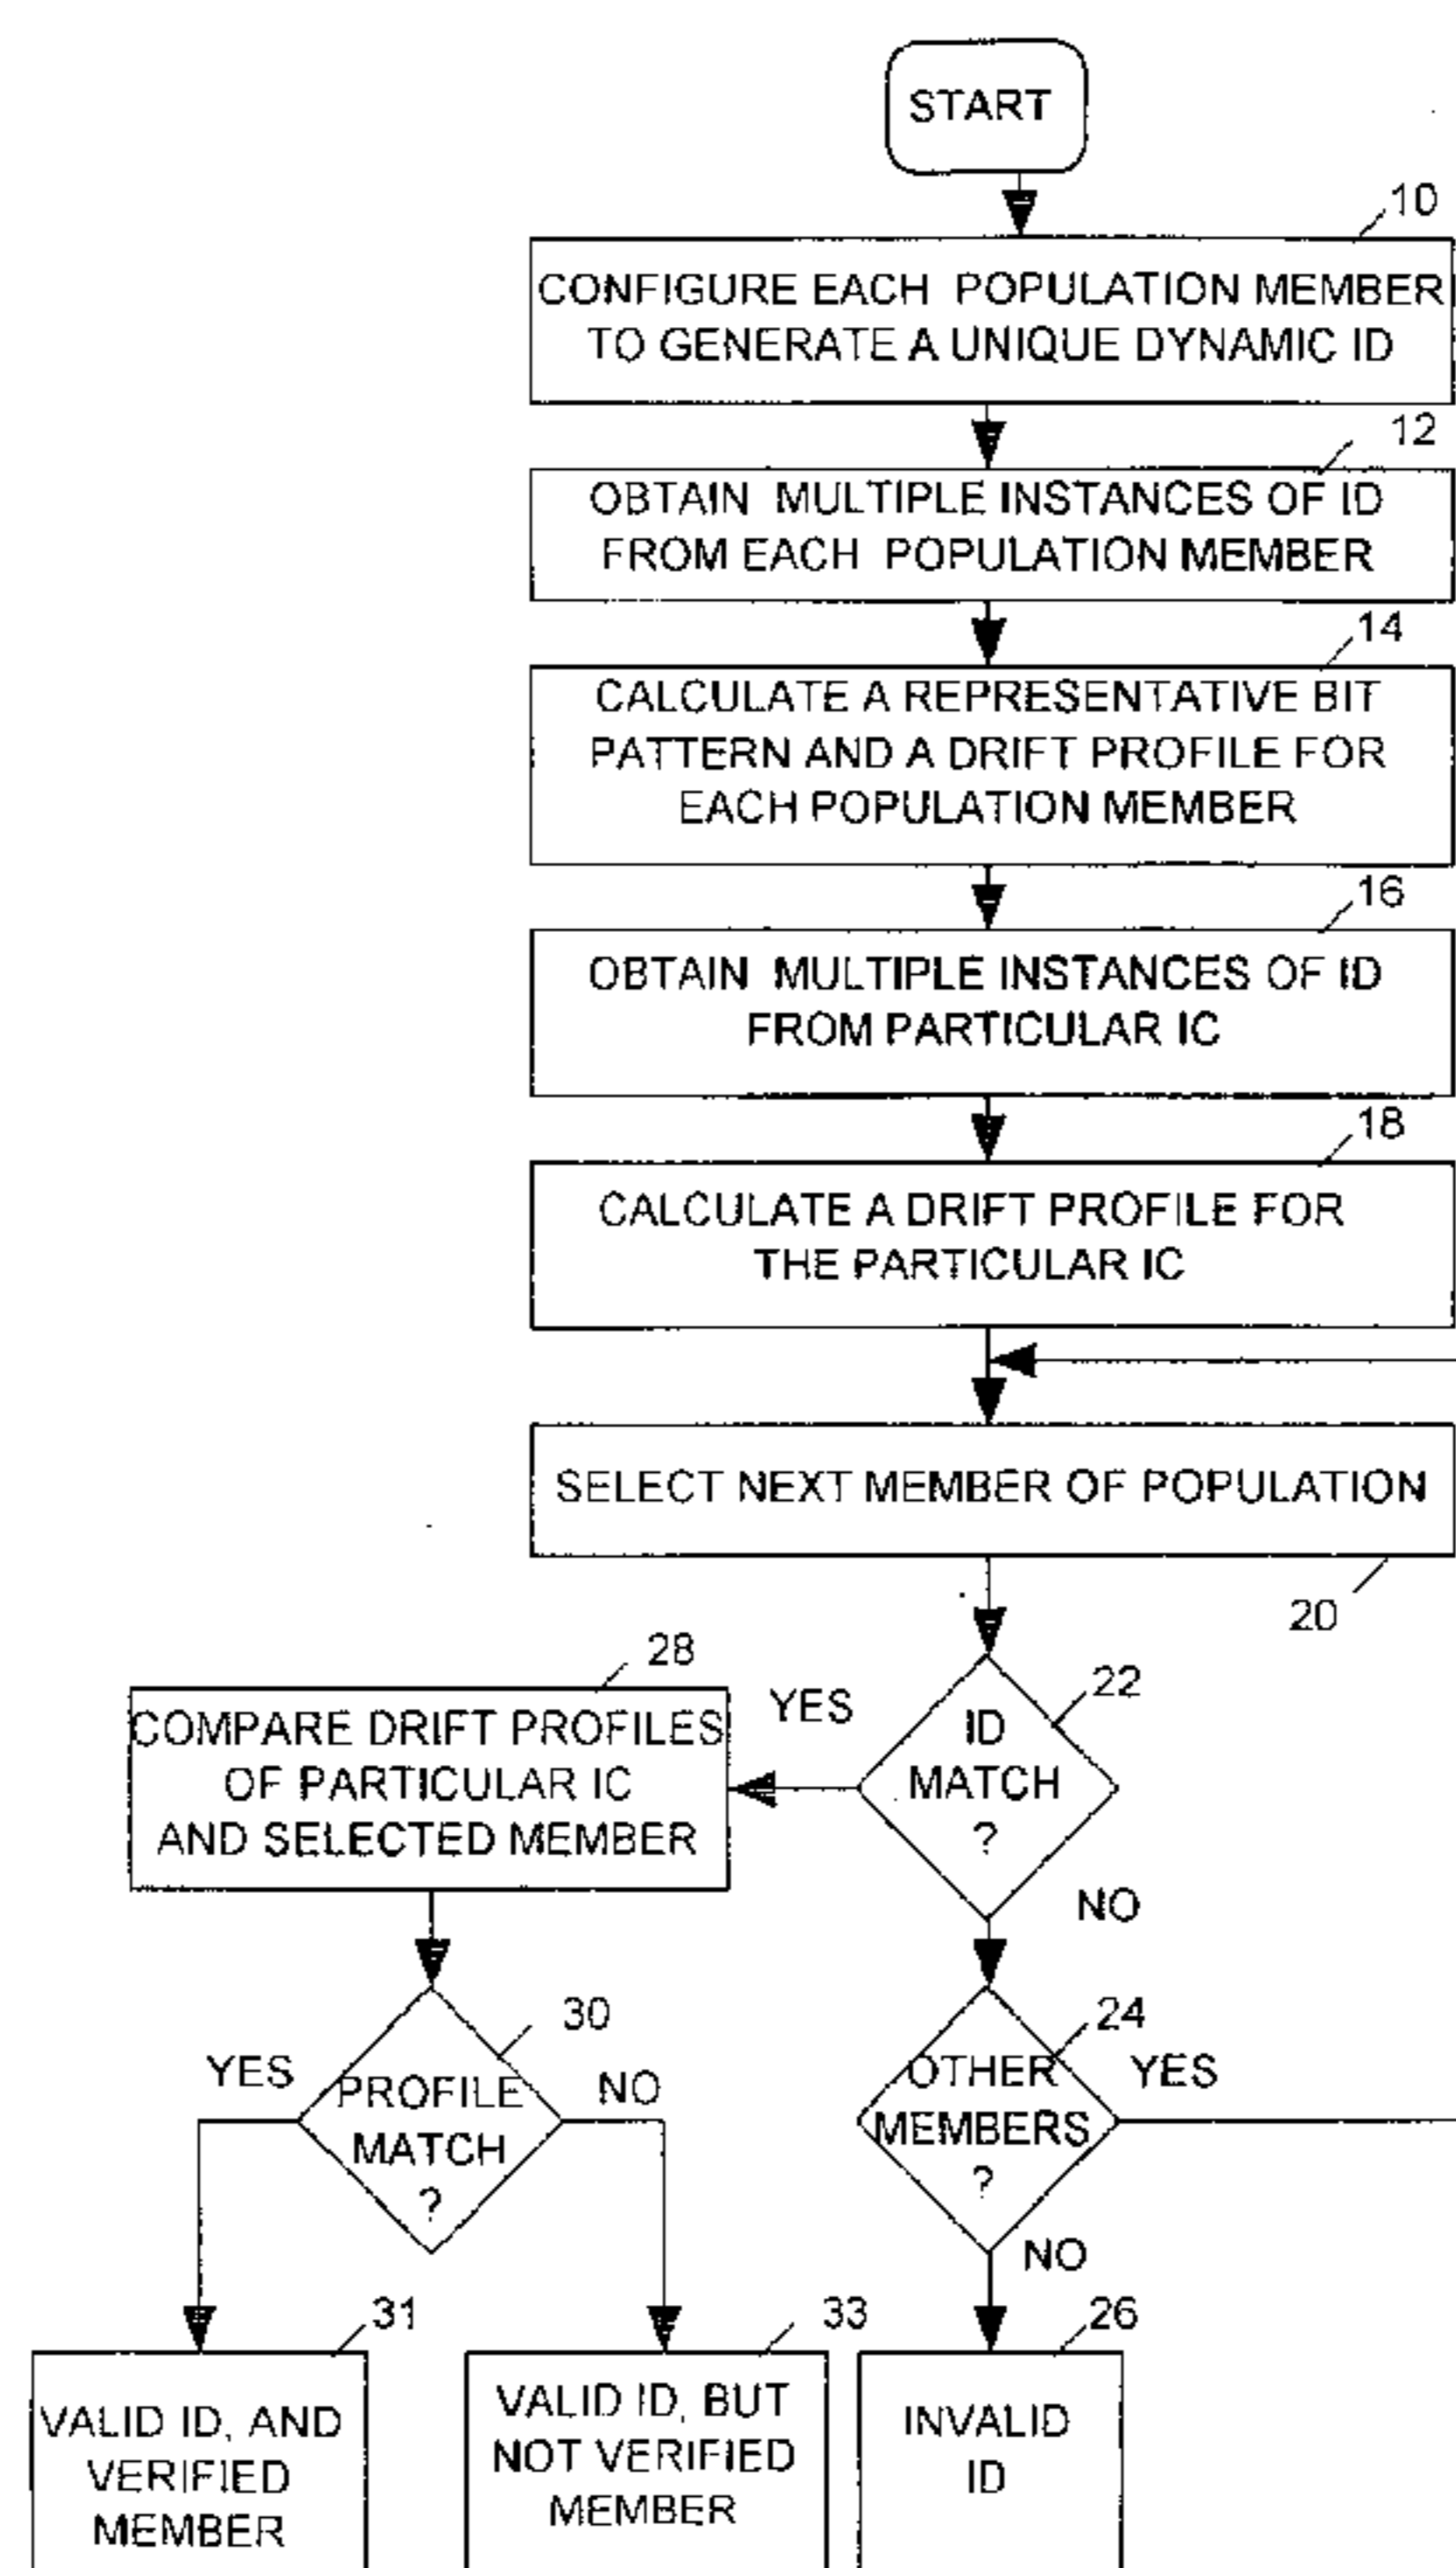 START
10
CONFIGURE EACH POPULATION MEMBER
TO GENERATE A UNIQUE DYNAMIC ID
12
OBTAIN MULTIPLE INSTANCES OF ID
FROM EACH POPULATION MEMBER
14
CALCULATE A REPRESENTATIVE BIT
PATTERN AND A DRIFT PROFILE FOR
EACH POPULATION MEMBER
16
OBTAIN MULTIPLE INSTANCES OF ID
FROM PARTICULAR IC
18
CALCULATE A DRIFT PROFILE FOR
THE PARTICULAR IC
SELECT NEXT MEMBER OF POPULATION
20
22
ID
MATCH
?
YES
NO
28
COMPARE DRIFT PROFILES
OF PARTICULAR IC
AND SELECTED MEMBER
24
OTHER
MEMBERS
?
YES
NO
30
PROFILE
MATCH
?
YES
NO
31
VALID ID, AND
VERIFIED
MEMBER
33
VALID ID, BUT
NOT VERIFIED
MEMBER
26
INVALID
ID